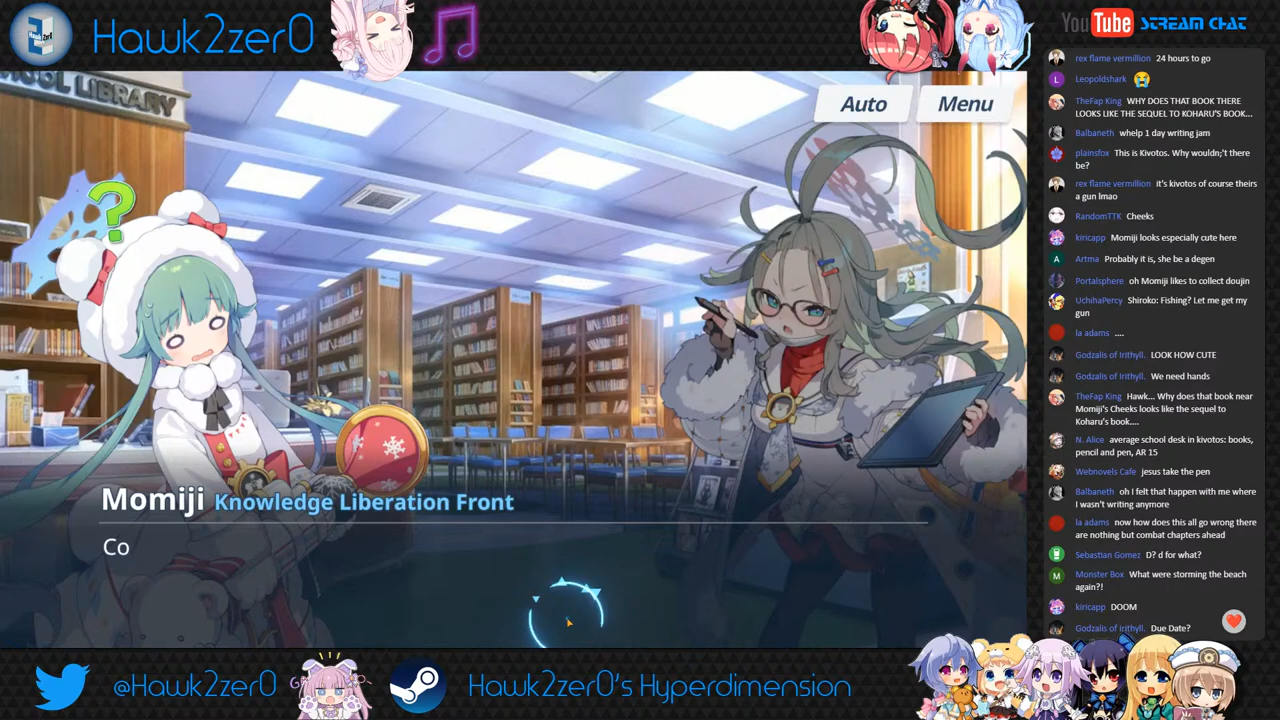 Hawk2zer0
YouTube STREAM CHAT
OOL LIBRARY
Auto
Menu
?
Momiji Knowledge Liberation Front
Co
rex flame vermillion 24 hours to go
Leopoldshark 😭
TheFap King WHY DOES THAT BOOK THERE
LOOKS LIKE THE SEQUEL TO KOHARU'S BOOK...
Balbaneth whelp 1 day writing jam
plainsfox This is Kivotos. Why wouldn;'t there
be?
rex flame vermillion it's kivotos of course theirs
a gun lmao
RandomTTK Cheeks
kiricapp Momiji looks especially cute here
Artma Probably it is, she be a degen
Portalsphere oh Momiji likes to collect doujin
UchihaPercy Shiroko: Fishing? Let me get my
gun
la adams ....
Godzalis of Irithyll. LOOK HOW CUTE
Godzalis of Irithyll. We need hands
TheFap King Hawk... Why does that book near
Momiji's Cheeks looks like the sequel to
Koharu's book....
N. Alice average school desk in kivotos: books,
pencil and pen, AR 15
Webnovels Cafe jesus take the pen
Balbaneth oh I felt that happen with me where
I wasn't writing anymore
la adams now how does this all go wrong there
are nothing but combat chapters ahead
Sebastian Gomez D? d for what?
Monster Box What were storming the beach
again?!
kiricapp DOOM
Godzalis of Irithyll. Due Date?
@Hawk2zer0
Hawk2zer0's Hyperdimension